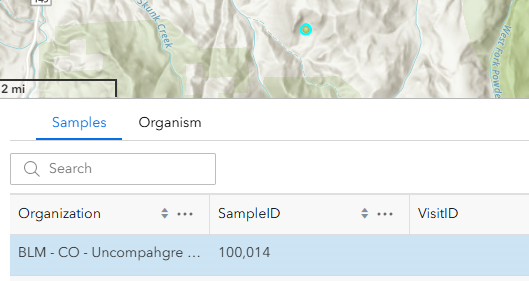 Skunk Creek
West Fork Powde
2 mi
Samples Organism
Search
Organization SampleID VisitID
BLM - CO - Uncompahgre ... 100,014